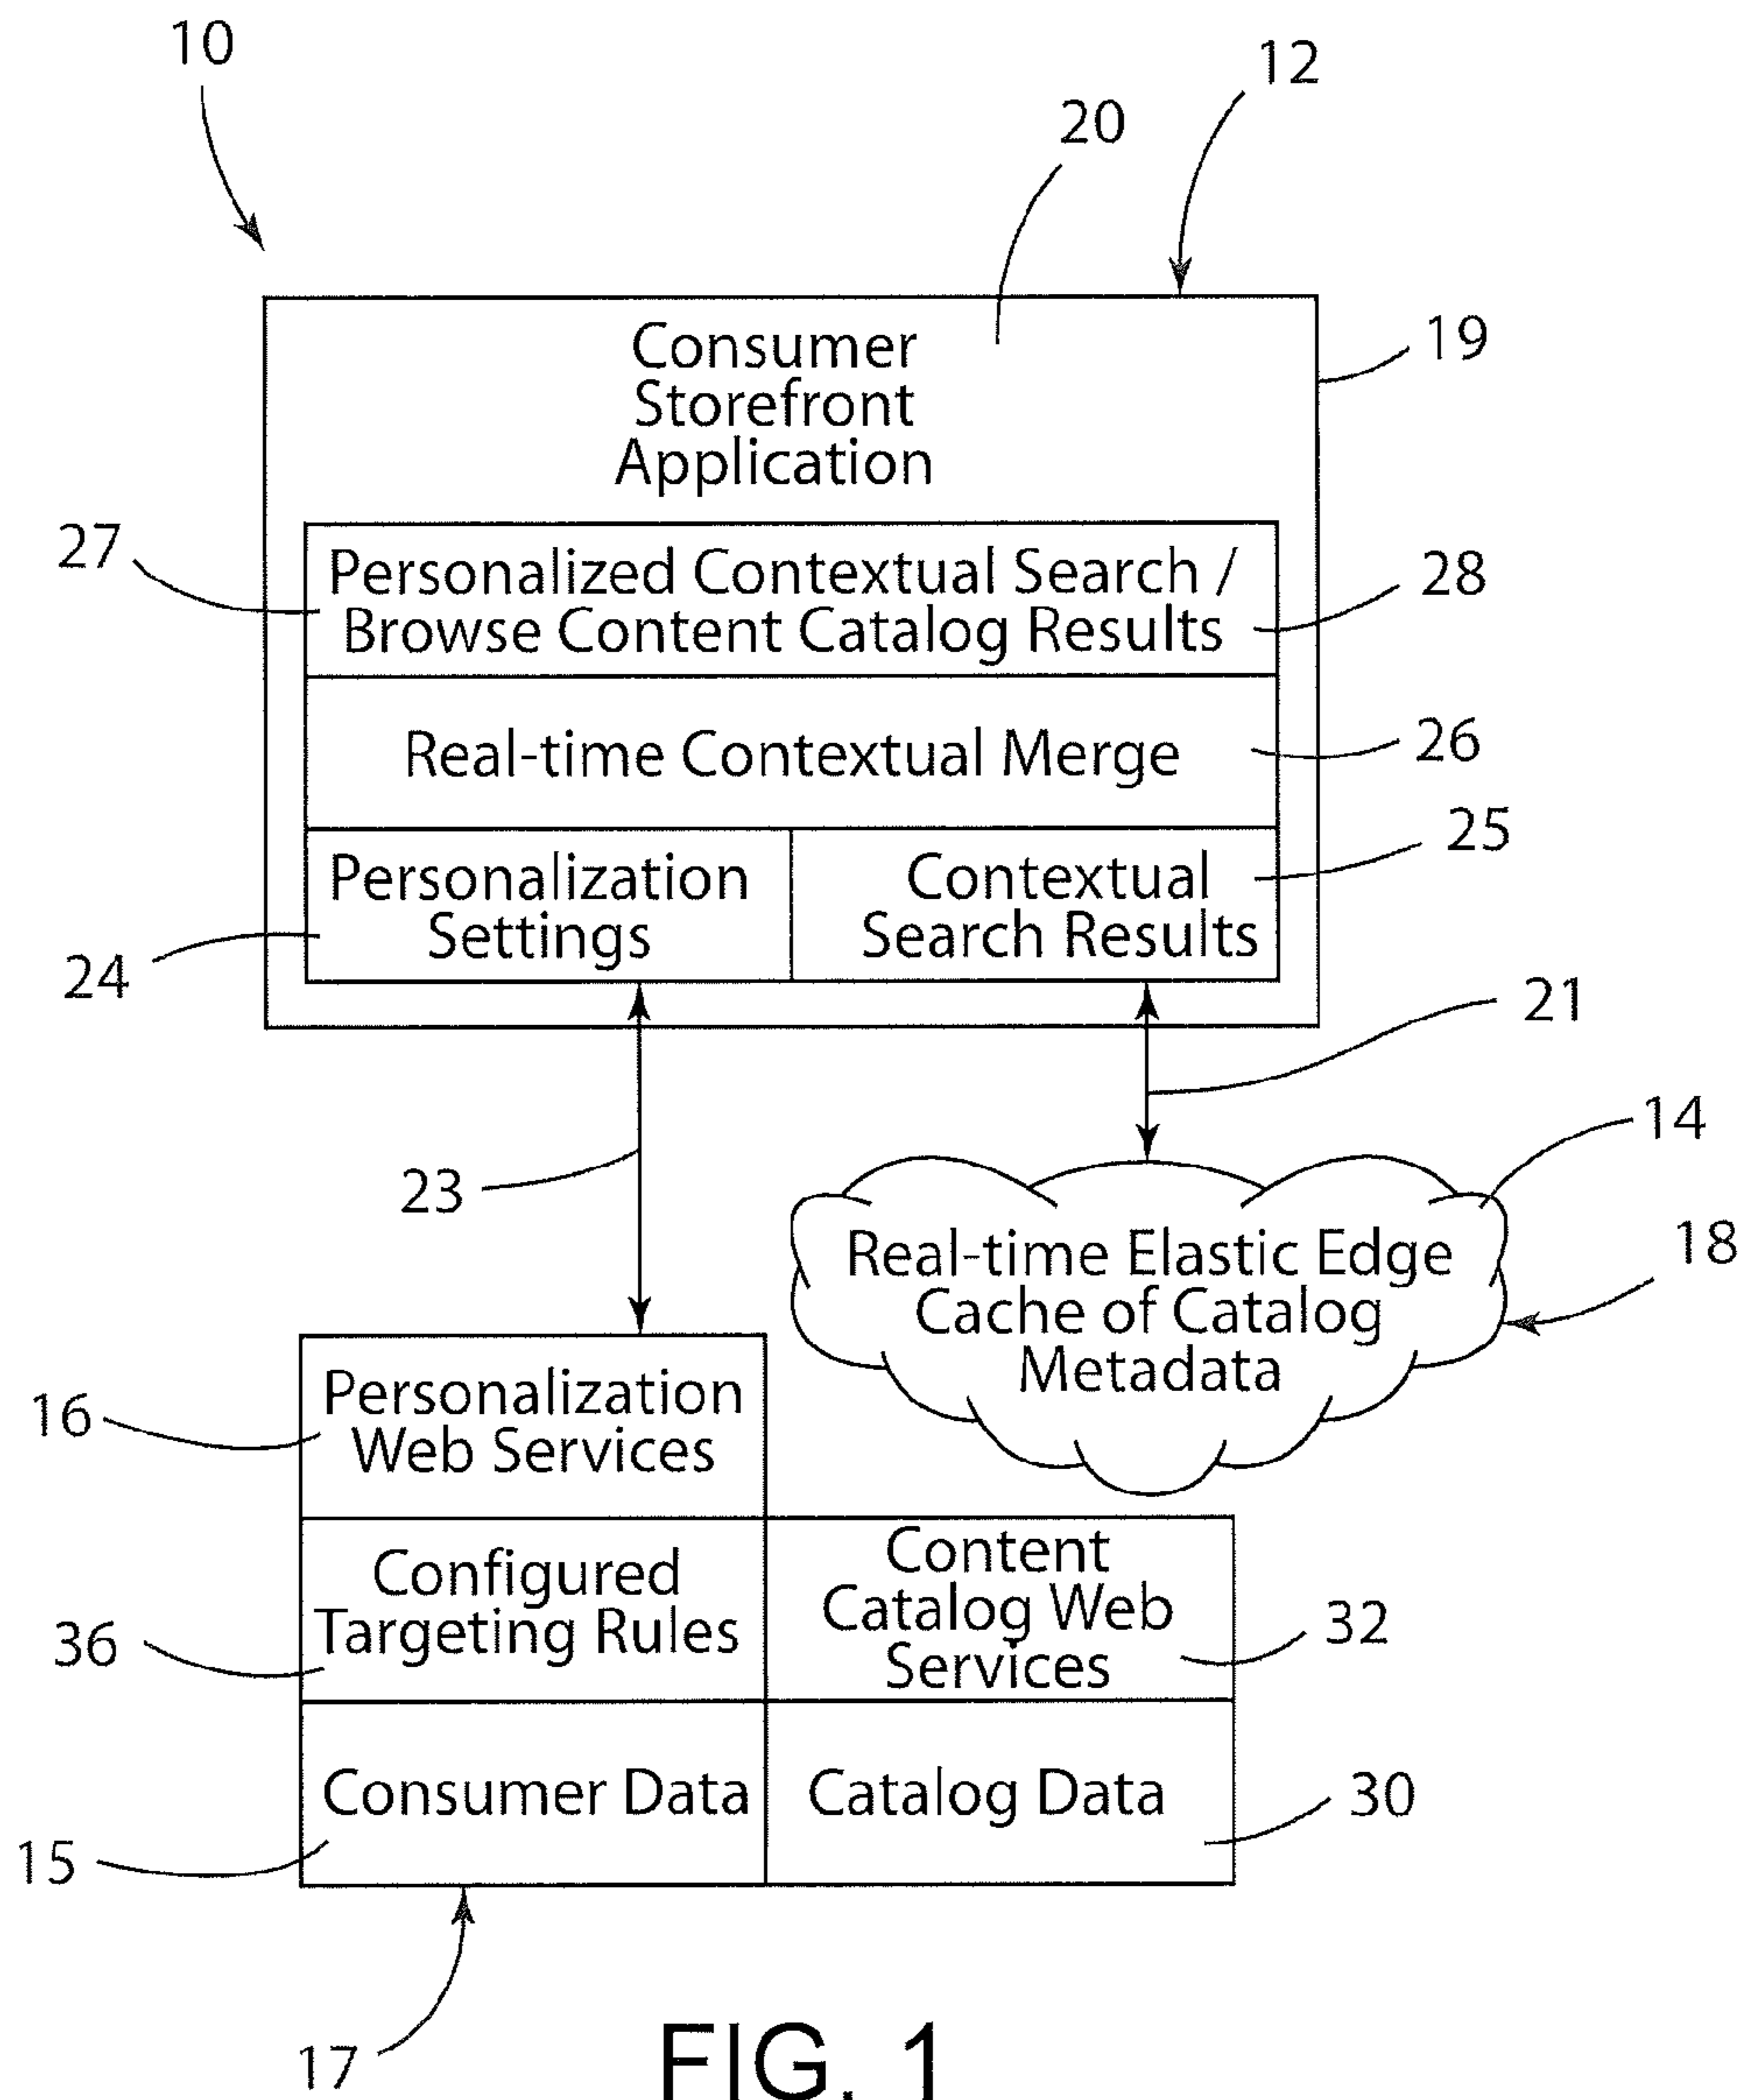 10
12
20
Consumer
Storefront
Application
19
27
Personalized Contextual Search /
Browse Content Catalog Results
28
Real-time Contextual Merge
26
25
Personalization
Settings
Contextual
Search Results
24
21
23
14
18
Real-time Elastic Edge
Cache of Catalog
Metadata
16
Personalization
Web Services
Configured
Targeting Rules
36
Content
Catalog Web
Services
32
Consumer Data
Catalog Data
30
15
17
FIG. 1